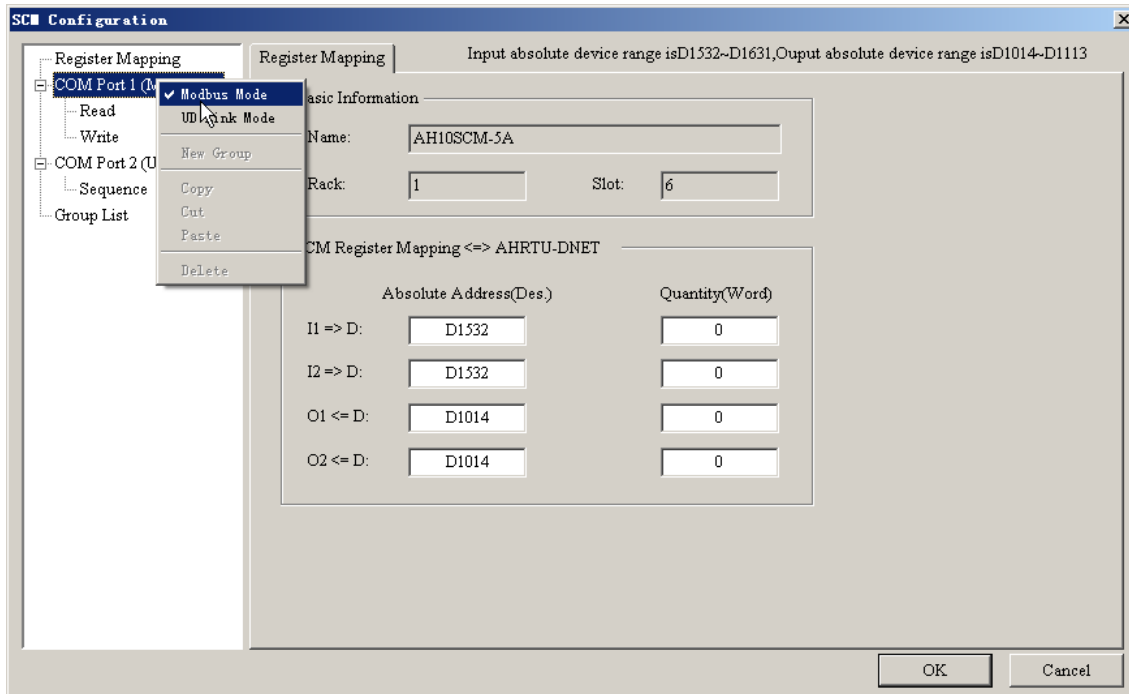 SCM Configuration
Register Mapping
COM Port 1 (M
Read
Write
COM Port 2 (U
Sequence
Group List
Modbus Mode
UD Link Mode
New Group
Copy
Cut
Paste
Delete
Register Mapping
Input absolute device range isD1532~D1631,Ouput absolute device range isD1014~D1113
asic Information
Name: AH10SCM-5A
Rack: 1 Slot: 6
CM Register Mapping <=> AHRTU-DNET
Absolute Address(Des.) Quantity(Word)
I1 => D: D1532 0
I2 => D: D1532 0
O1 <= D: D1014 0
O2 <= D: D1014 0
OK Cancel